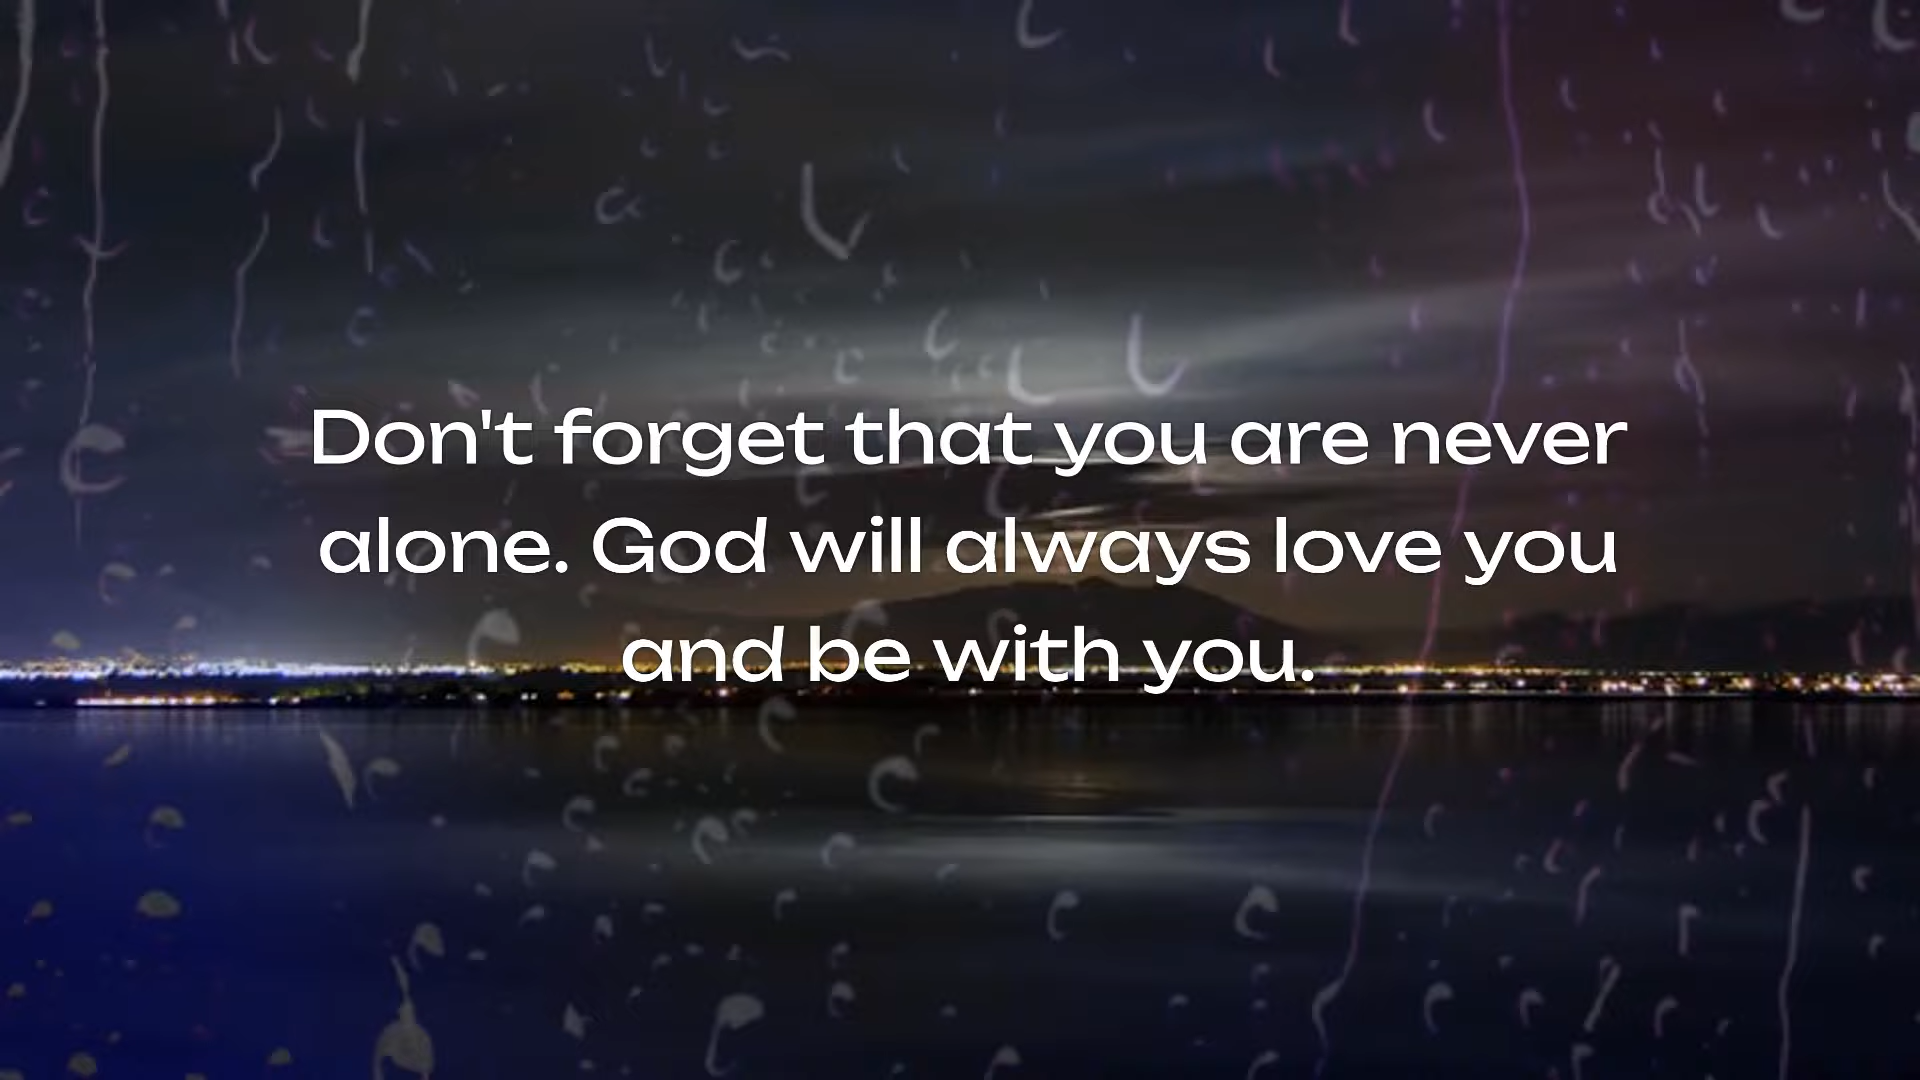 Don't forget that you are never
alone. God will always love you
and be with you.